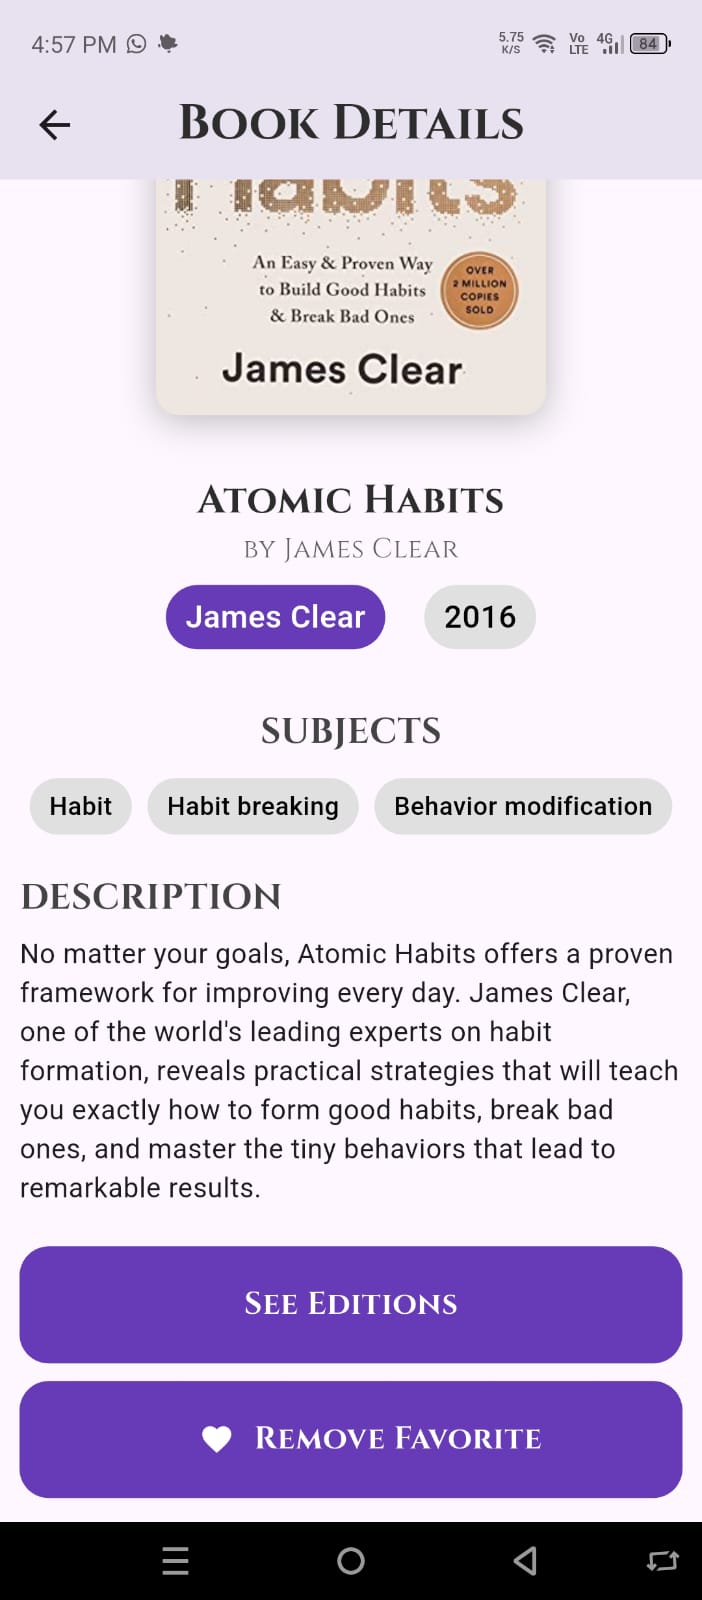 4:57 PM
5.75
K/S
Vo
LTE
4G
84
Book Details
Habits
An Easy & Proven Way
to Build Good Habits
& Break Bad Ones
OVER
2 MILLION
COPIES
SOLD
James Clear
Atomic Habits
by James Clear
James Clear
2016
SUBJECTS
Habit
Habit breaking
Behavior modification
DESCRIPTION
No matter your goals, Atomic Habits offers a proven
framework for improving every day. James Clear,
one of the world's leading experts on habit
formation, reveals practical strategies that will teach
you exactly how to form good habits, break bad
ones, and master the tiny behaviors that lead to
remarkable results.
See Editions
Remove Favorite